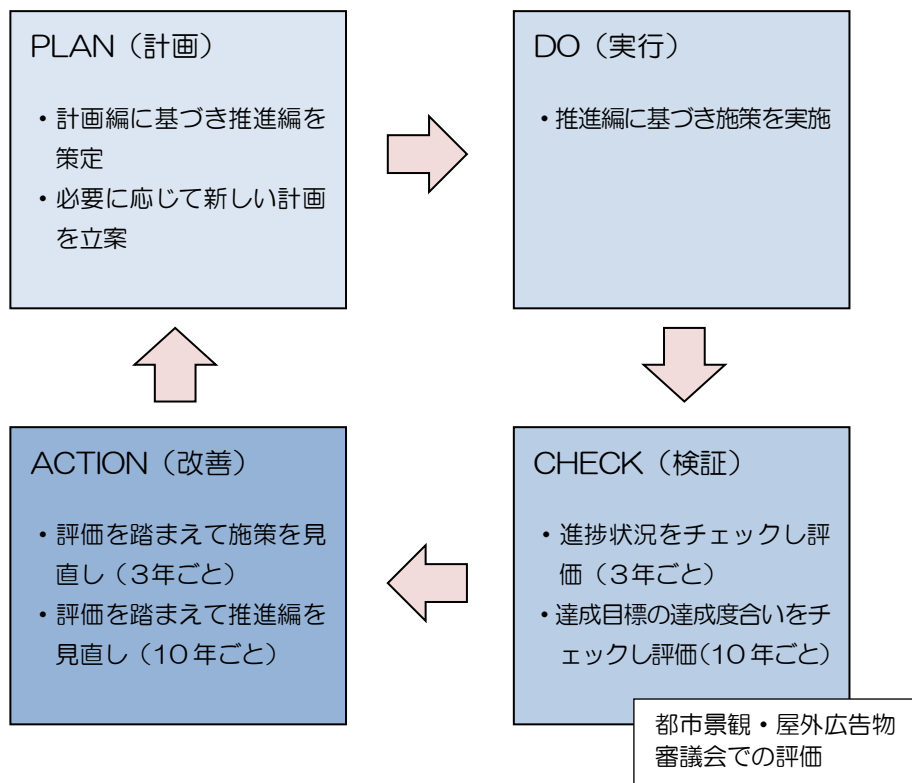 PLAN（計画）
・計画編に基づき推進編を
策定
・必要に応じて新しい計画
を立案
DO（実行）
・推進編に基づき施策を実施
ACTION（改善）
・評価を踏まえて施策を見
直し（３年ごと）
・評価を踏まえて推進編を
見直し（10年ごと）
CHECK（検証）
・進捗状況をチェックし評
価（３年ごと）
・達成目標の達成度合いをチ
ェックし評価（10年ごと）
都市景観・屋外広告物
審議会での評価